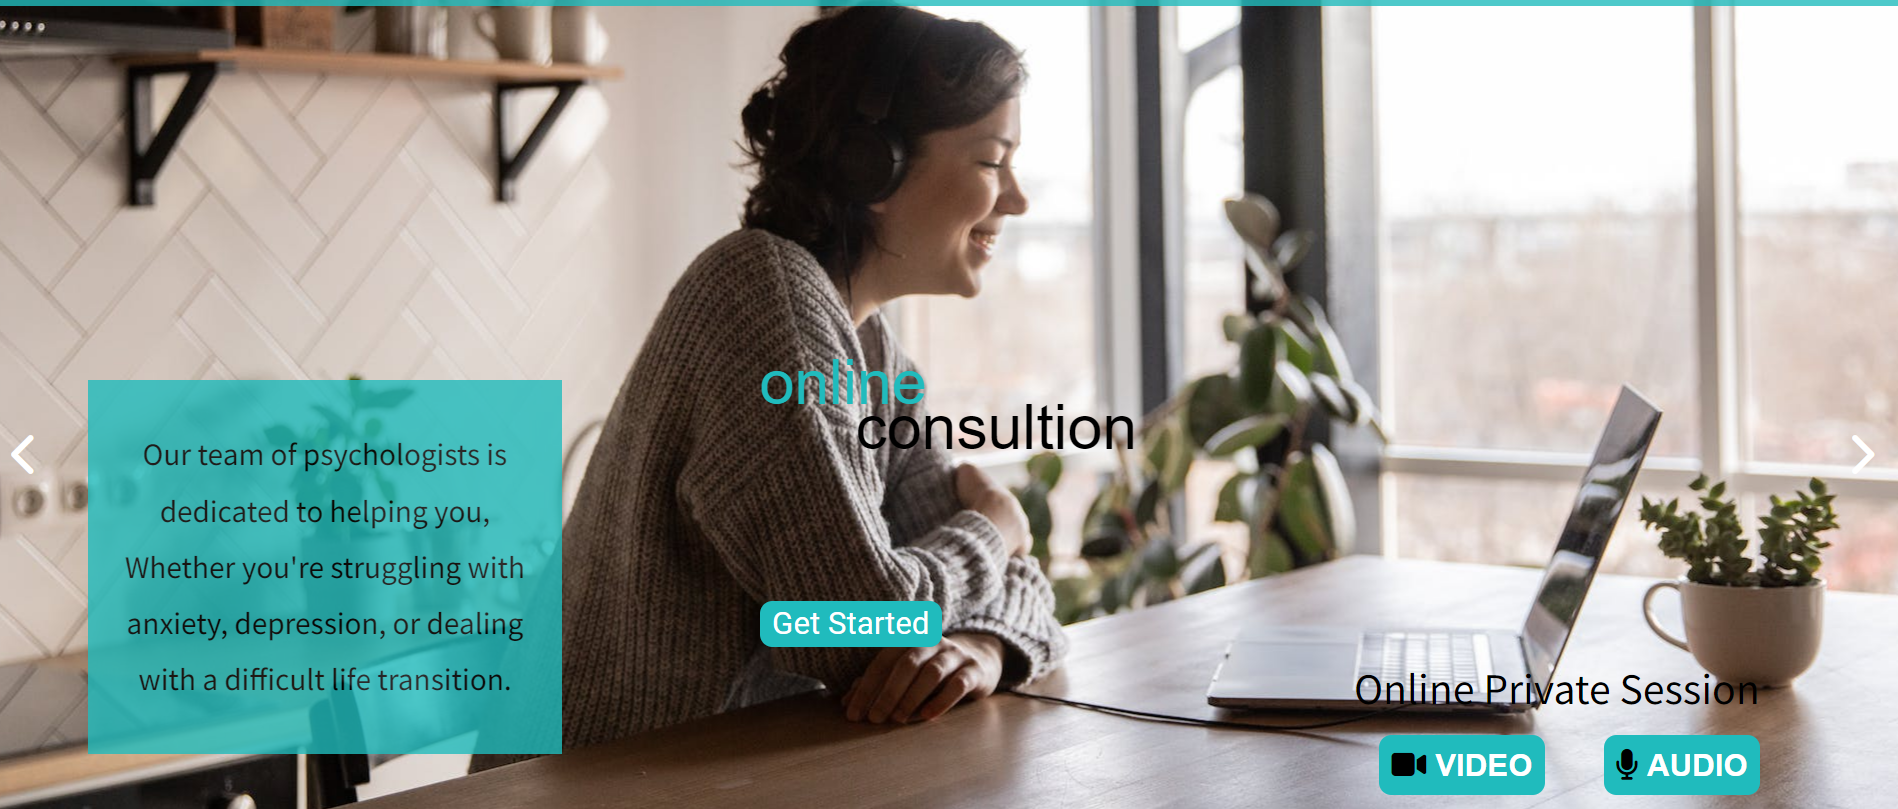 online
consultion
Our team of psychologists is
dedicated to helping you,
Whether you're struggling with
anxiety, depression, or dealing
with a difficult life transition.
Get Started
Online Private Session
VIDEO
AUDIO